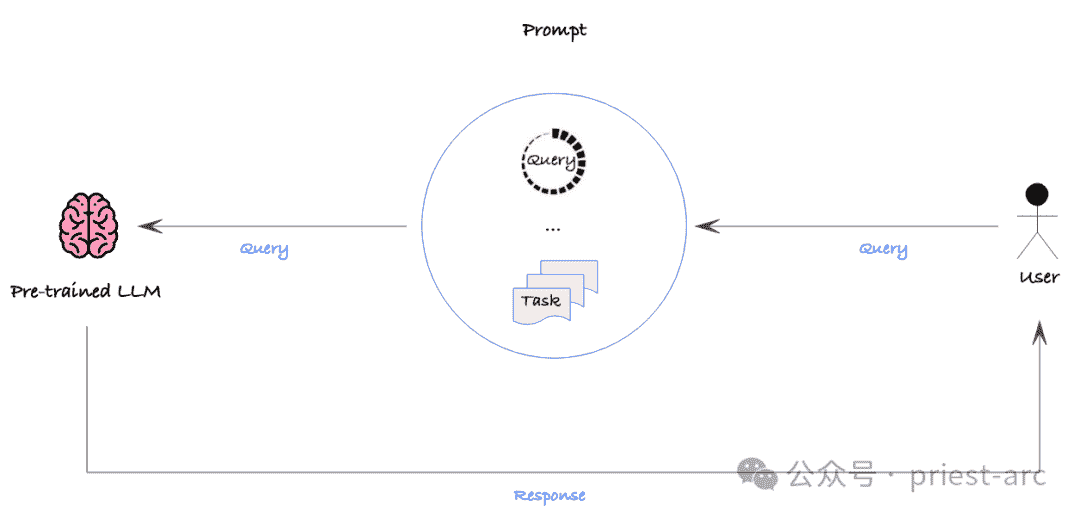 Prompt
Query
...
Task
Query
Query
Pre-trained LLM
User
Response
公众号 · priest-arc